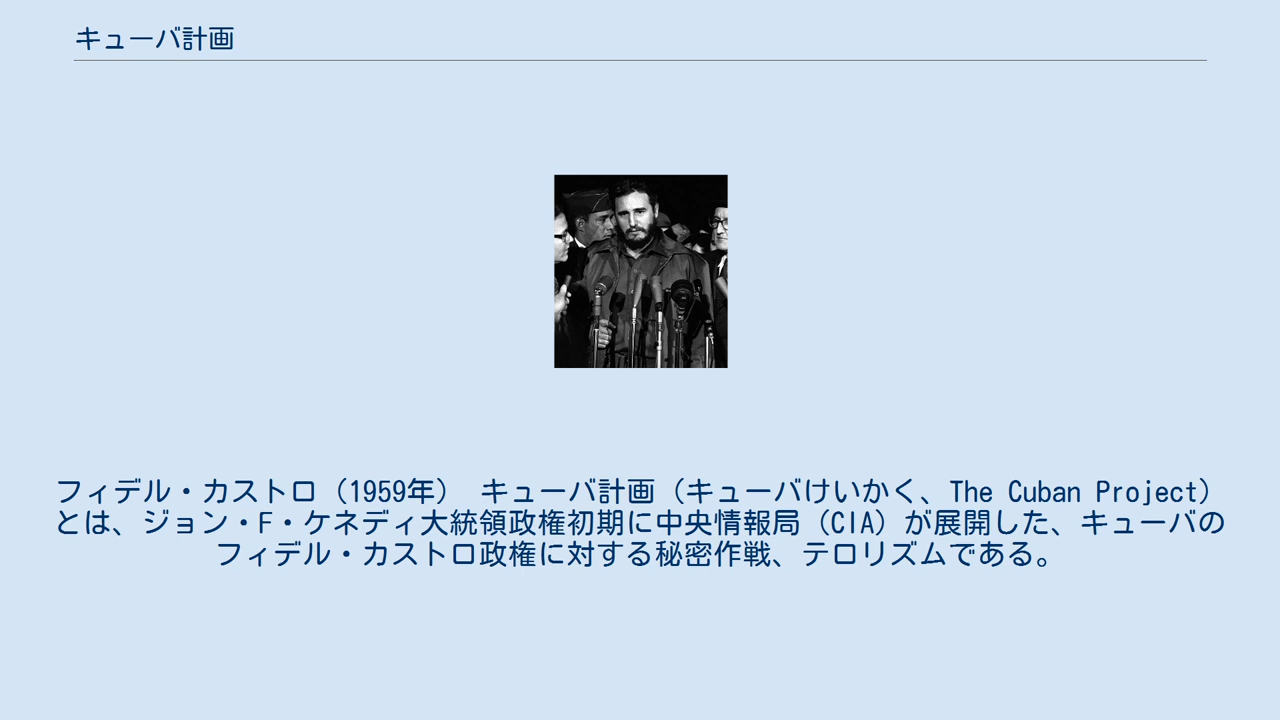 キューバ計画
フィデル・カストロ（1959年） キューバ計画（キューバけいかく、The Cuban Project）
とは、ジョン・F・ケネディ大統領政権初期に中央情報局（CIA）が展開した、キューバの
フィデル・カストロ政権に対する秘密作戦、テロリズムである。